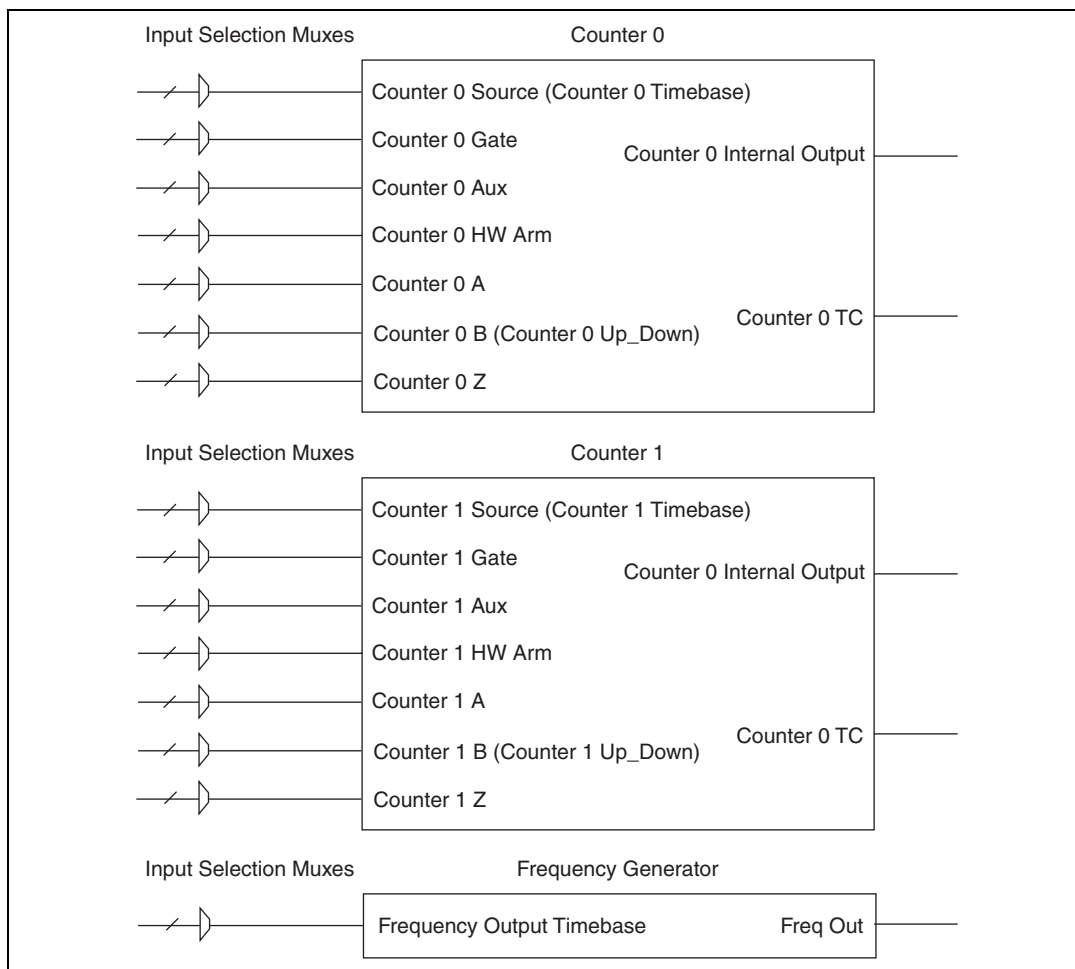 Input Selection Muxes Counter 0
Counter 0 Source (Counter 0 Timebase)
Counter 0 Gate
Counter 0 Internal Output
Counter 0 Aux
Counter 0 HW Arm
Counter 0 A
Counter 0 TC
Counter 0 B (Counter 0 Up_Down)
Counter 0 Z
Input Selection Muxes Counter 1
Counter 1 Source (Counter 1 Timebase)
Counter 1 Gate
Counter 0 Internal Output
Counter 1 Aux
Counter 1 HW Arm
Counter 1 A
Counter 0 TC
Counter 1 B (Counter 1 Up_Down)
Counter 1 Z
Input Selection Muxes Frequency Generator
Frequency Output Timebase Freq Out